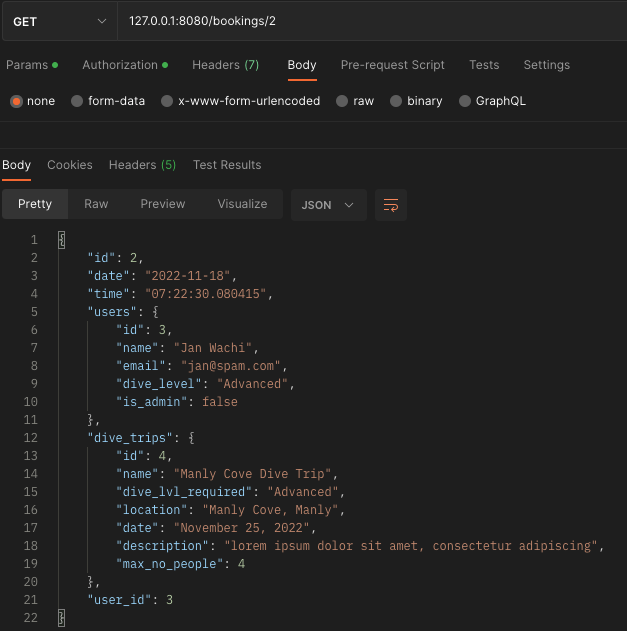 GET 127.0.0.1:8080/bookings/2
Params Authorization Headers (7) Body Pre-request Script Tests Settings
none form-data x-www-form-urlencoded raw binary GraphQL
Body Cookies Headers (5) Test Results
Pretty Raw Preview Visualize JSON
1 {
2 "id": 2,
3 "date": "2022-11-18",
4 "time": "07:22:30.080415",
5 "users": {
6 "id": 3,
7 "name": "Jan Wachi",
8 "email": "jan@spam.com",
9 "dive_level": "Advanced",
10 "is_admin": false
11 },
12 "dive_trips": {
13 "id": 4,
14 "name": "Manly Cove Dive Trip",
15 "dive_lvl_required": "Advanced",
16 "location": "Manly Cove, Manly",
17 "date": "November 25, 2022",
18 "description": "lorem ipsum dolor sit amet, consectetur adipiscing",
19 "max_no_people": 4
20 },
21 "user_id": 3
22 }